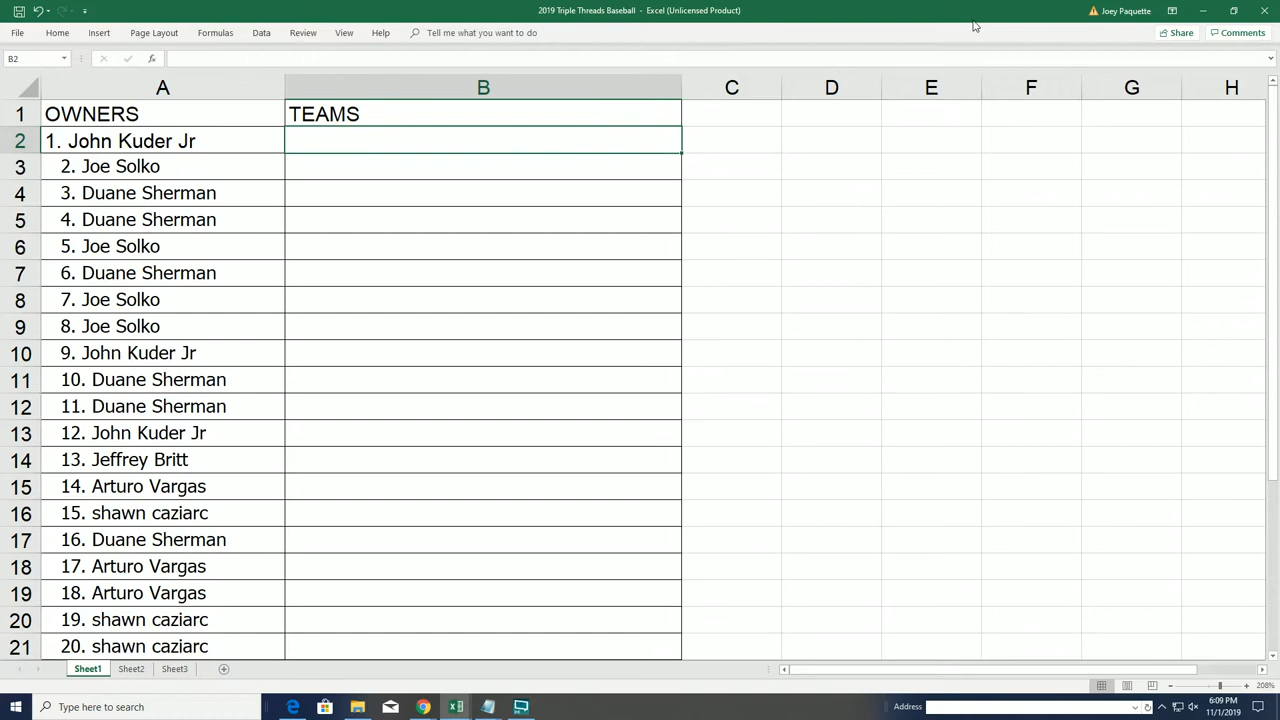 2019 Triple Threads Baseball - Excel (Unlicensed Product)
Joey Paquette
File Home Insert Page Layout Formulas Data Review View Help Tell me what you want to do
Share Comments
B2
A B C D E F G H
1 OWNERS TEAMS
2 1. John Kuder Jr
3 2. Joe Solko
4 3. Duane Sherman
5 4. Duane Sherman
6 5. Joe Solko
7 6. Duane Sherman
8 7. Joe Solko
9 8. Joe Solko
10 9. John Kuder Jr
11 10. Duane Sherman
12 11. Duane Sherman
13 12. John Kuder Jr
14 13. Jeffrey Britt
15 14. Arturo Vargas
16 15. shawn caziarc
17 16. Duane Sherman
18 17. Arturo Vargas
19 18. Arturo Vargas
20 19. shawn caziarc
21 20. shawn caziarc
Sheet1 Sheet2 Sheet3
208%
Type here to search
Address
6:09 PM
11/1/2019